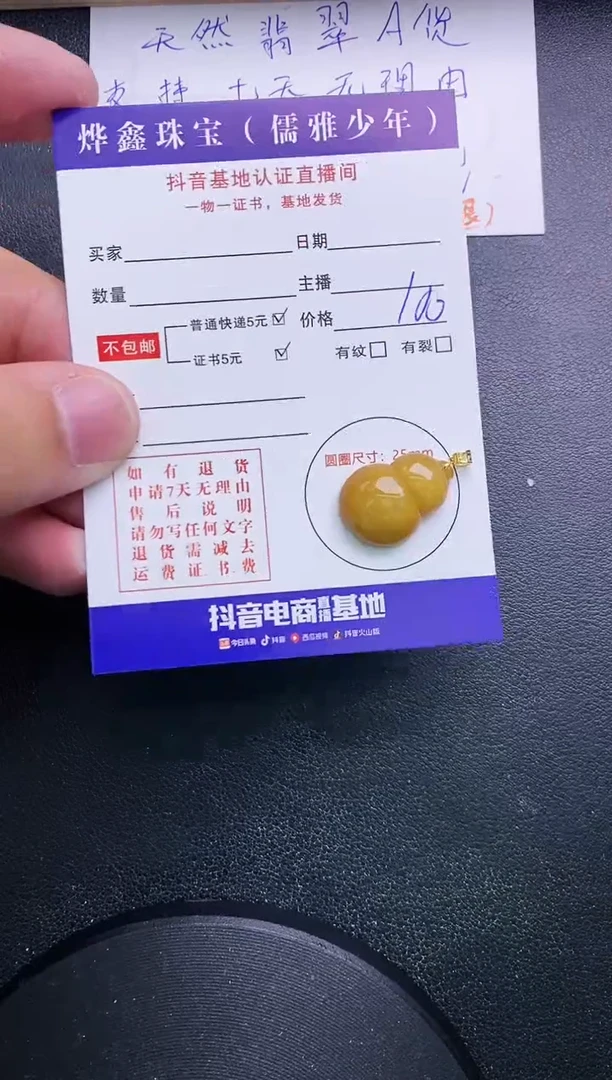 天然翡翠A货
支持七天无理由
烨鑫珠宝（儒雅少年）
抖音基地认证直播间
一物一证书，基地发货
买家 日期
数量 主播
不包邮 普通快递5元 价格 100
证书5元 有纹 有裂
圆圈尺寸：25mm
如有退货
申请7天无理由
售后说明
请勿写任何文字
退货需减去
运费证书费
抖音电商直播基地
今日头条 抖音 西瓜视频 抖音火山版